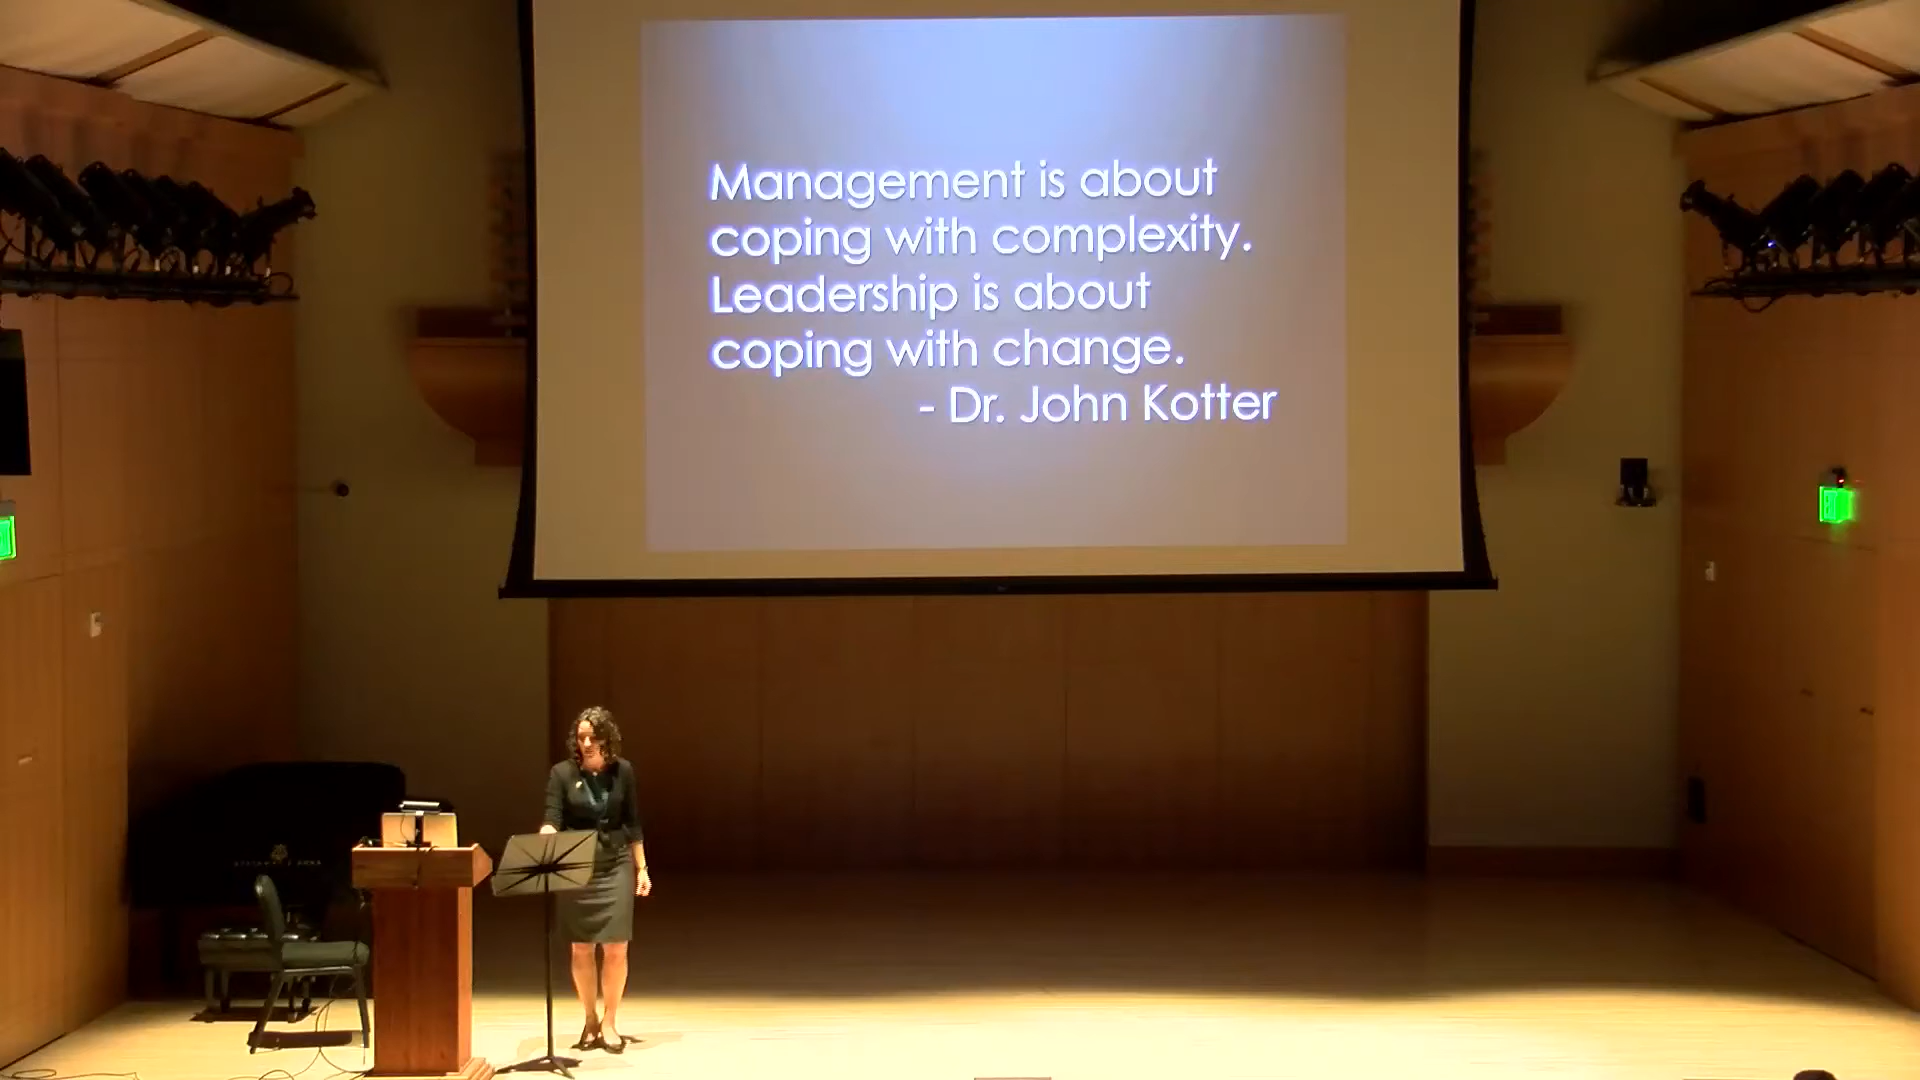 Management is about
coping with complexity.
Leadership is about
coping with change.
- Dr. John Kotter